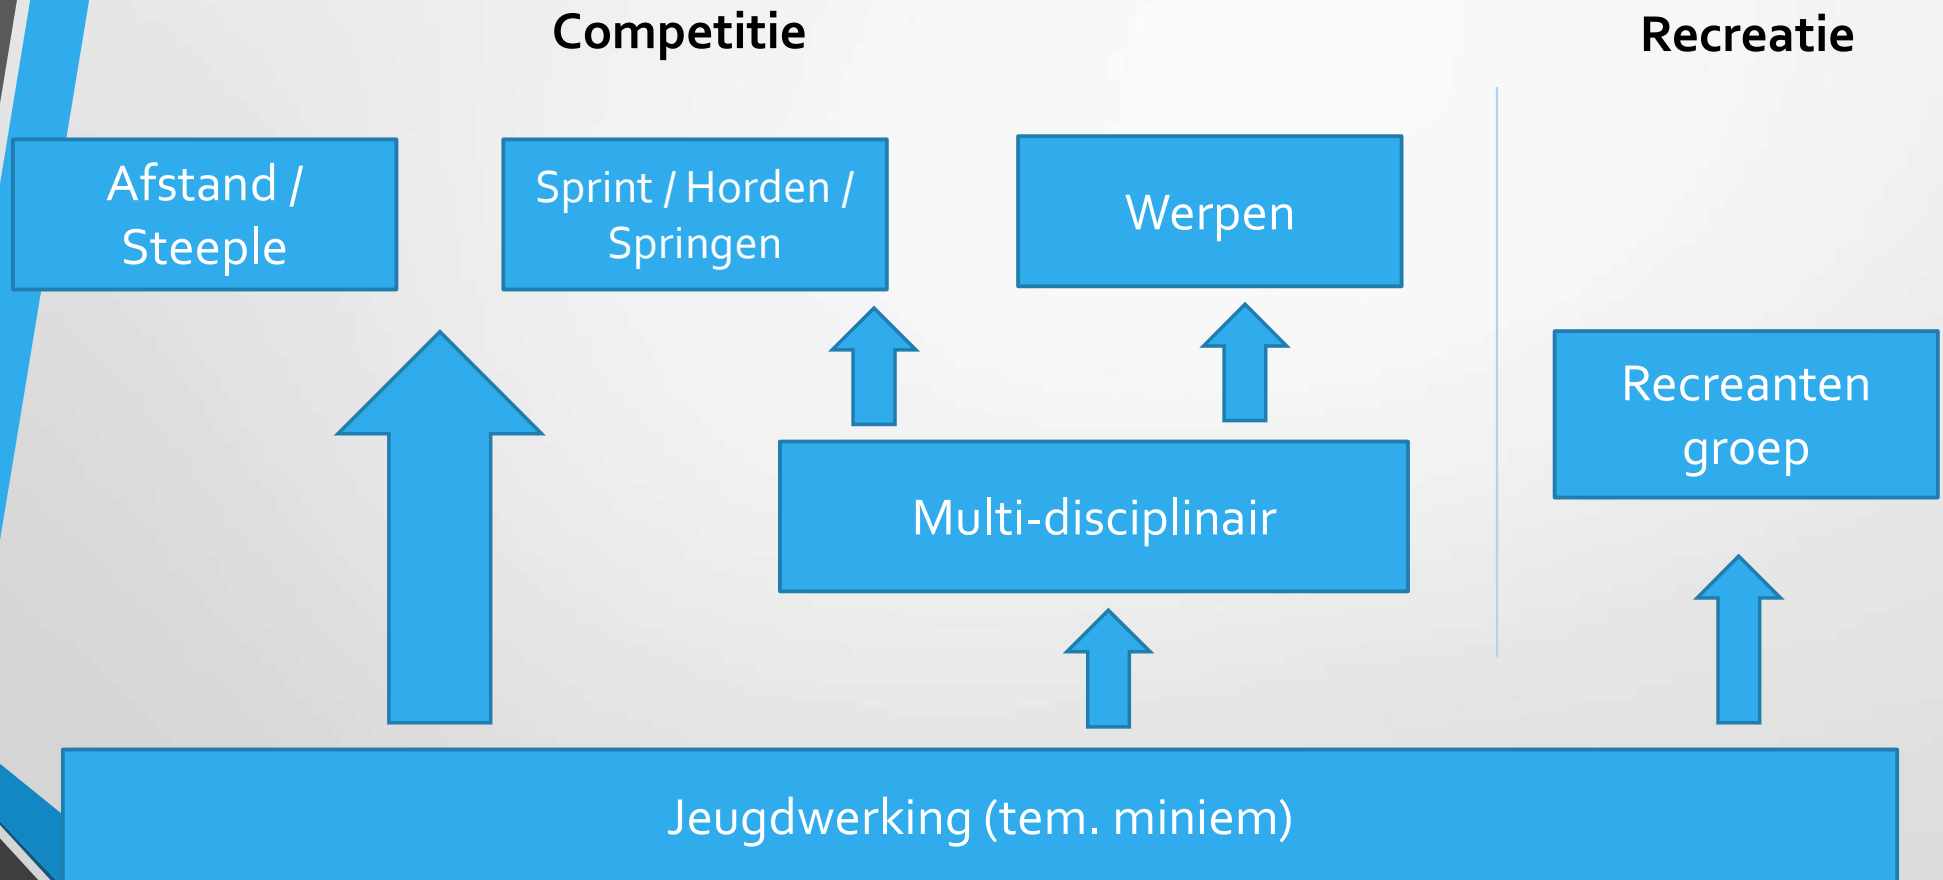 Competitie
Recreatie
Afstand /
Steeple
Sprint / Horden /
Springen
Werpen
Recreanten
groep
Multi-disciplinair
Jeugdwerking (tem. miniem)